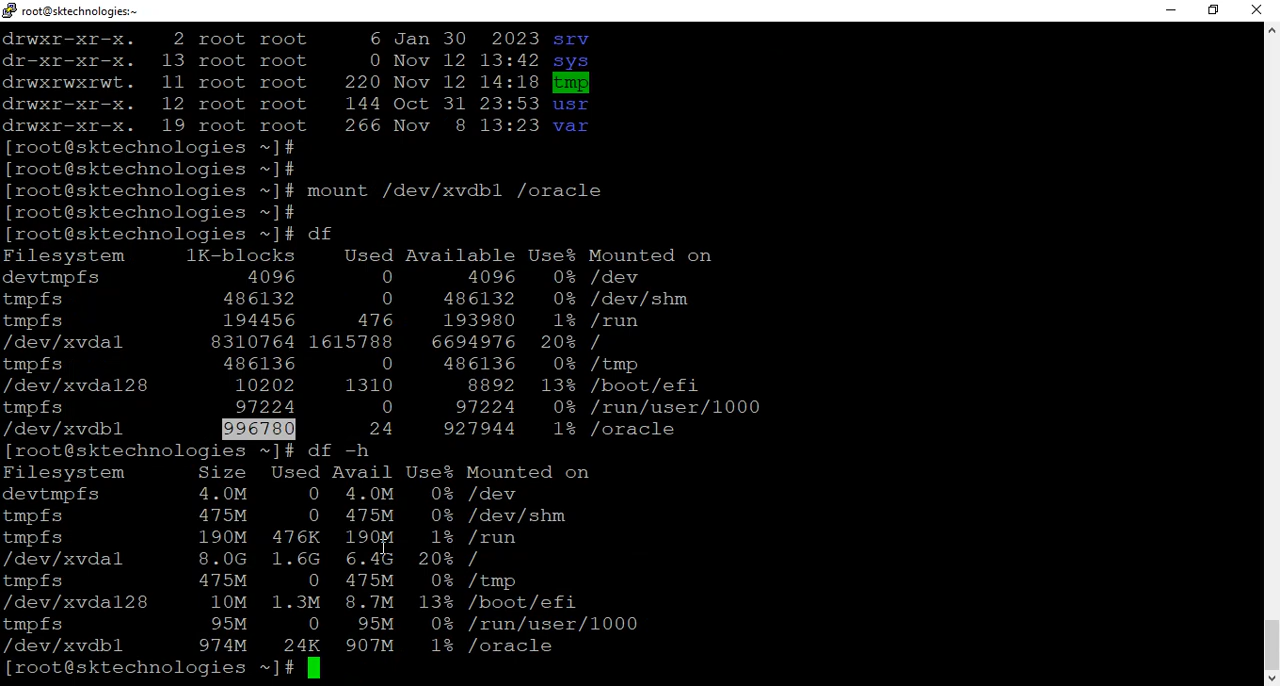 root@sktechnologies:~
drwxr-xr-x.   2 root root      6 Jan 30  2023 srv
dr-xr-xr-x.  13 root root      0 Nov 12 13:42 sys
drwxrwxrwt.  11 root root    220 Nov 12 14:18 tmp
drwxr-xr-x.  12 root root    144 Oct 31 23:53 usr
drwxr-xr-x.  19 root root    266 Nov  8 13:23 var
[root@sktechnologies ~]#
[root@sktechnologies ~]#
[root@sktechnologies ~]# mount /dev/xvdb1 /oracle
[root@sktechnologies ~]#
[root@sktechnologies ~]# df
Filesystem     1K-blocks    Used Available Use% Mounted on
devtmpfs            4096       0      4096   0% /dev
tmpfs             486132       0    486132   0% /dev/shm
tmpfs             194456     476    193980   1% /run
/dev/xvda1       8310764 1615788   6694976  20% /
tmpfs             486136       0    486136   0% /tmp
/dev/xvda128       10202    1310      8892  13% /boot/efi
tmpfs              97224       0     97224   0% /run/user/1000
/dev/xvdb1        996780      24    927944   1% /oracle
[root@sktechnologies ~]# df -h
Filesystem      Size  Used Avail Use% Mounted on
devtmpfs        4.0M     0  4.0M   0% /dev
tmpfs           475M     0  475M   0% /dev/shm
tmpfs           190M  476K  190M   1% /run
/dev/xvda1      8.0G  1.6G  6.4G  20% /
tmpfs           475M     0  475M   0% /tmp
/dev/xvda128     10M  1.3M  8.7M  13% /boot/efi
tmpfs            95M     0   95M   0% /run/user/1000
/dev/xvdb1      974M   24K  907M   1% /oracle
[root@sktechnologies ~]#